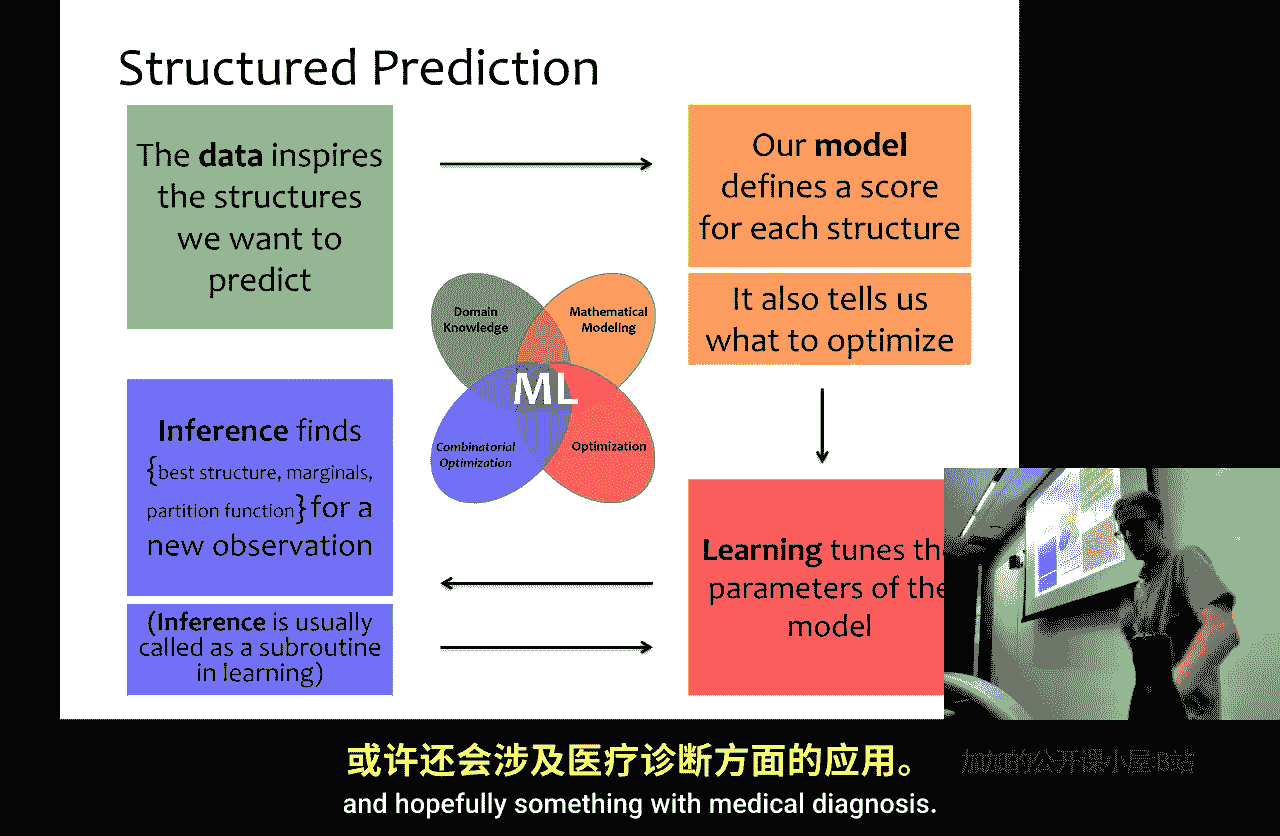 Structured Prediction
The data inspires
the structures
we want to
predict
Our model
defines a score
for each structure
It also tells us
what to optimize
Domain
Knowledge
Mathematical
Modeling
ML
Combinatorial
Optimization
Optimization
Inference finds
{best structure, marginals,
partition function} for a
new observation
(Inference is usually
called as a subroutine
in learning)
Learning tunes th
parameters of the
model
或许还会涉及医疗诊断方面的应用。
and hopefully something with medical diagnosis.
加加的公开课小屋:B站